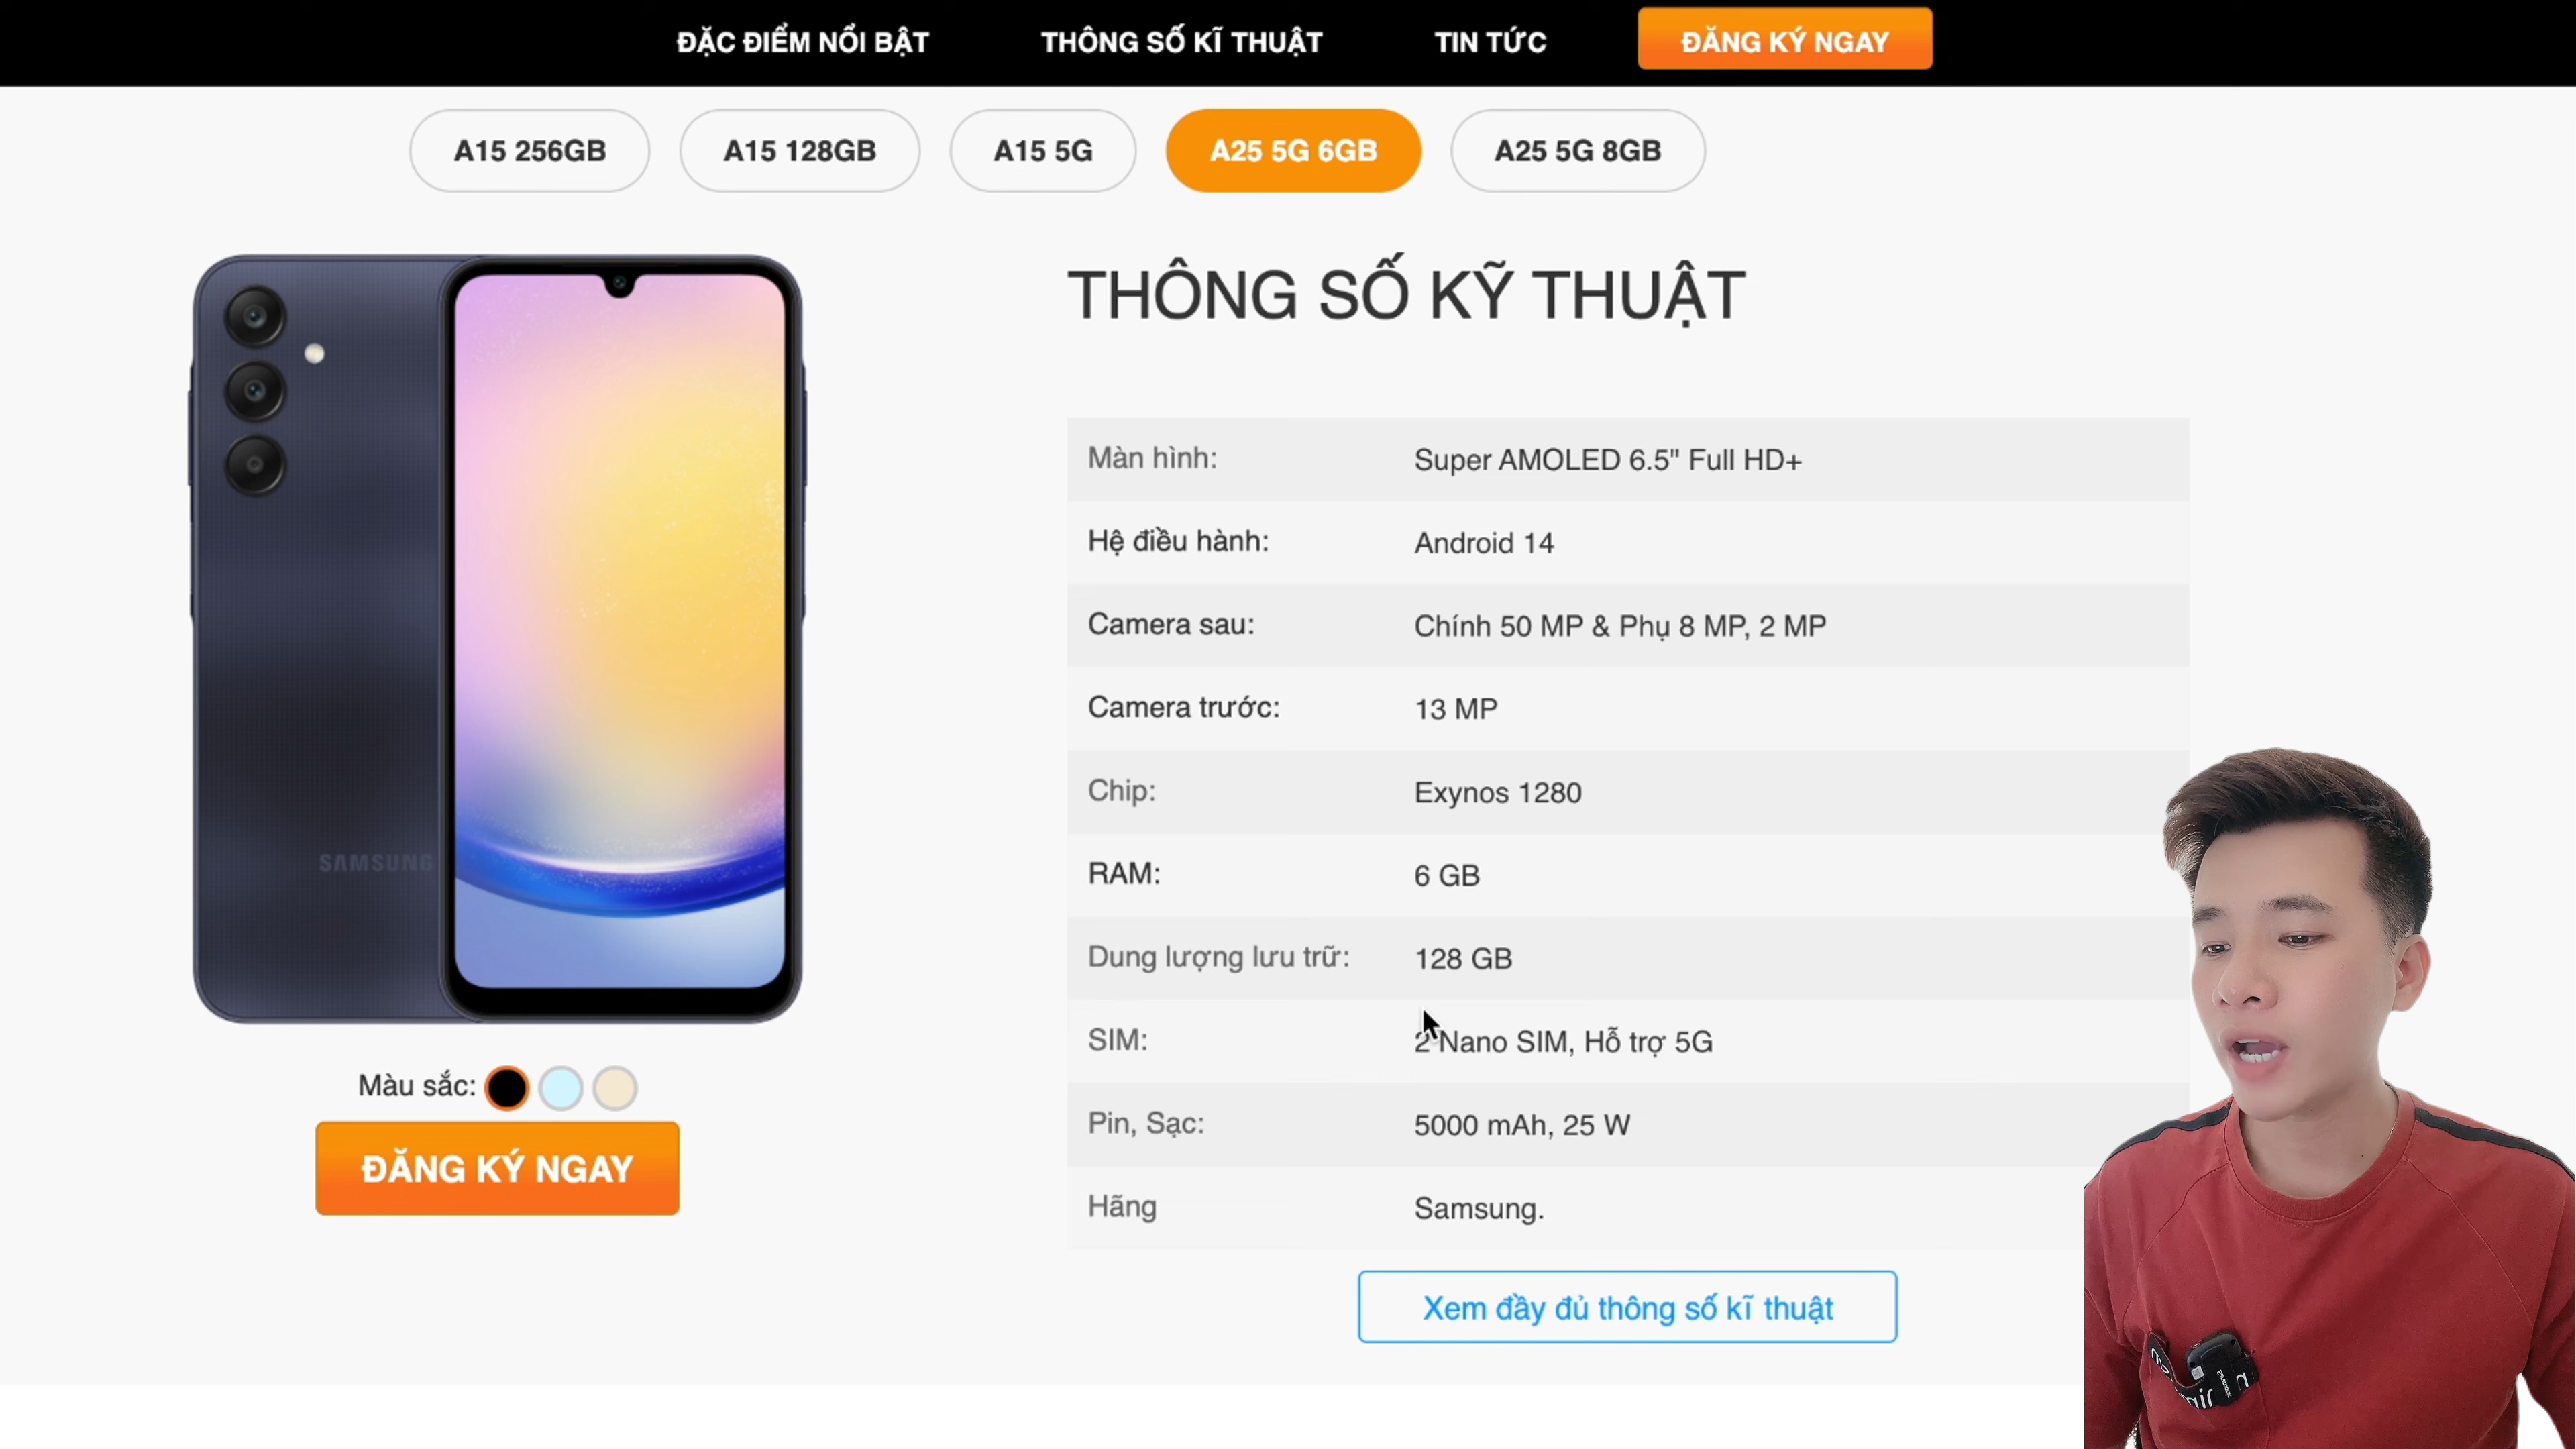 ĐẶC ĐIỂM NỔI BẬT THÔNG SỐ KĨ THUẬT TIN TỨC ĐĂNG KÝ NGAY
A15 256GB A15 128GB A15 5G A25 5G 6GB A25 5G 8GB
THÔNG SỐ KỸ THUẬT
Màn hình: Super AMOLED 6.5" Full HD+
Hệ điều hành: Android 14
Camera sau: Chính 50 MP & Phụ 8 MP, 2 MP
Camera trước: 13 MP
Chip: Exynos 1280
RAM: 6 GB
Dung lượng lưu trữ: 128 GB
SIM: 2 Nano SIM, Hỗ trợ 5G
Pin, Sạc: 5000 mAh, 25 W
Hãng Samsung.
Xem đầy đủ thông số kĩ thuật
SAMSUNG
Màu sắc:
ĐĂNG KÝ NGAY